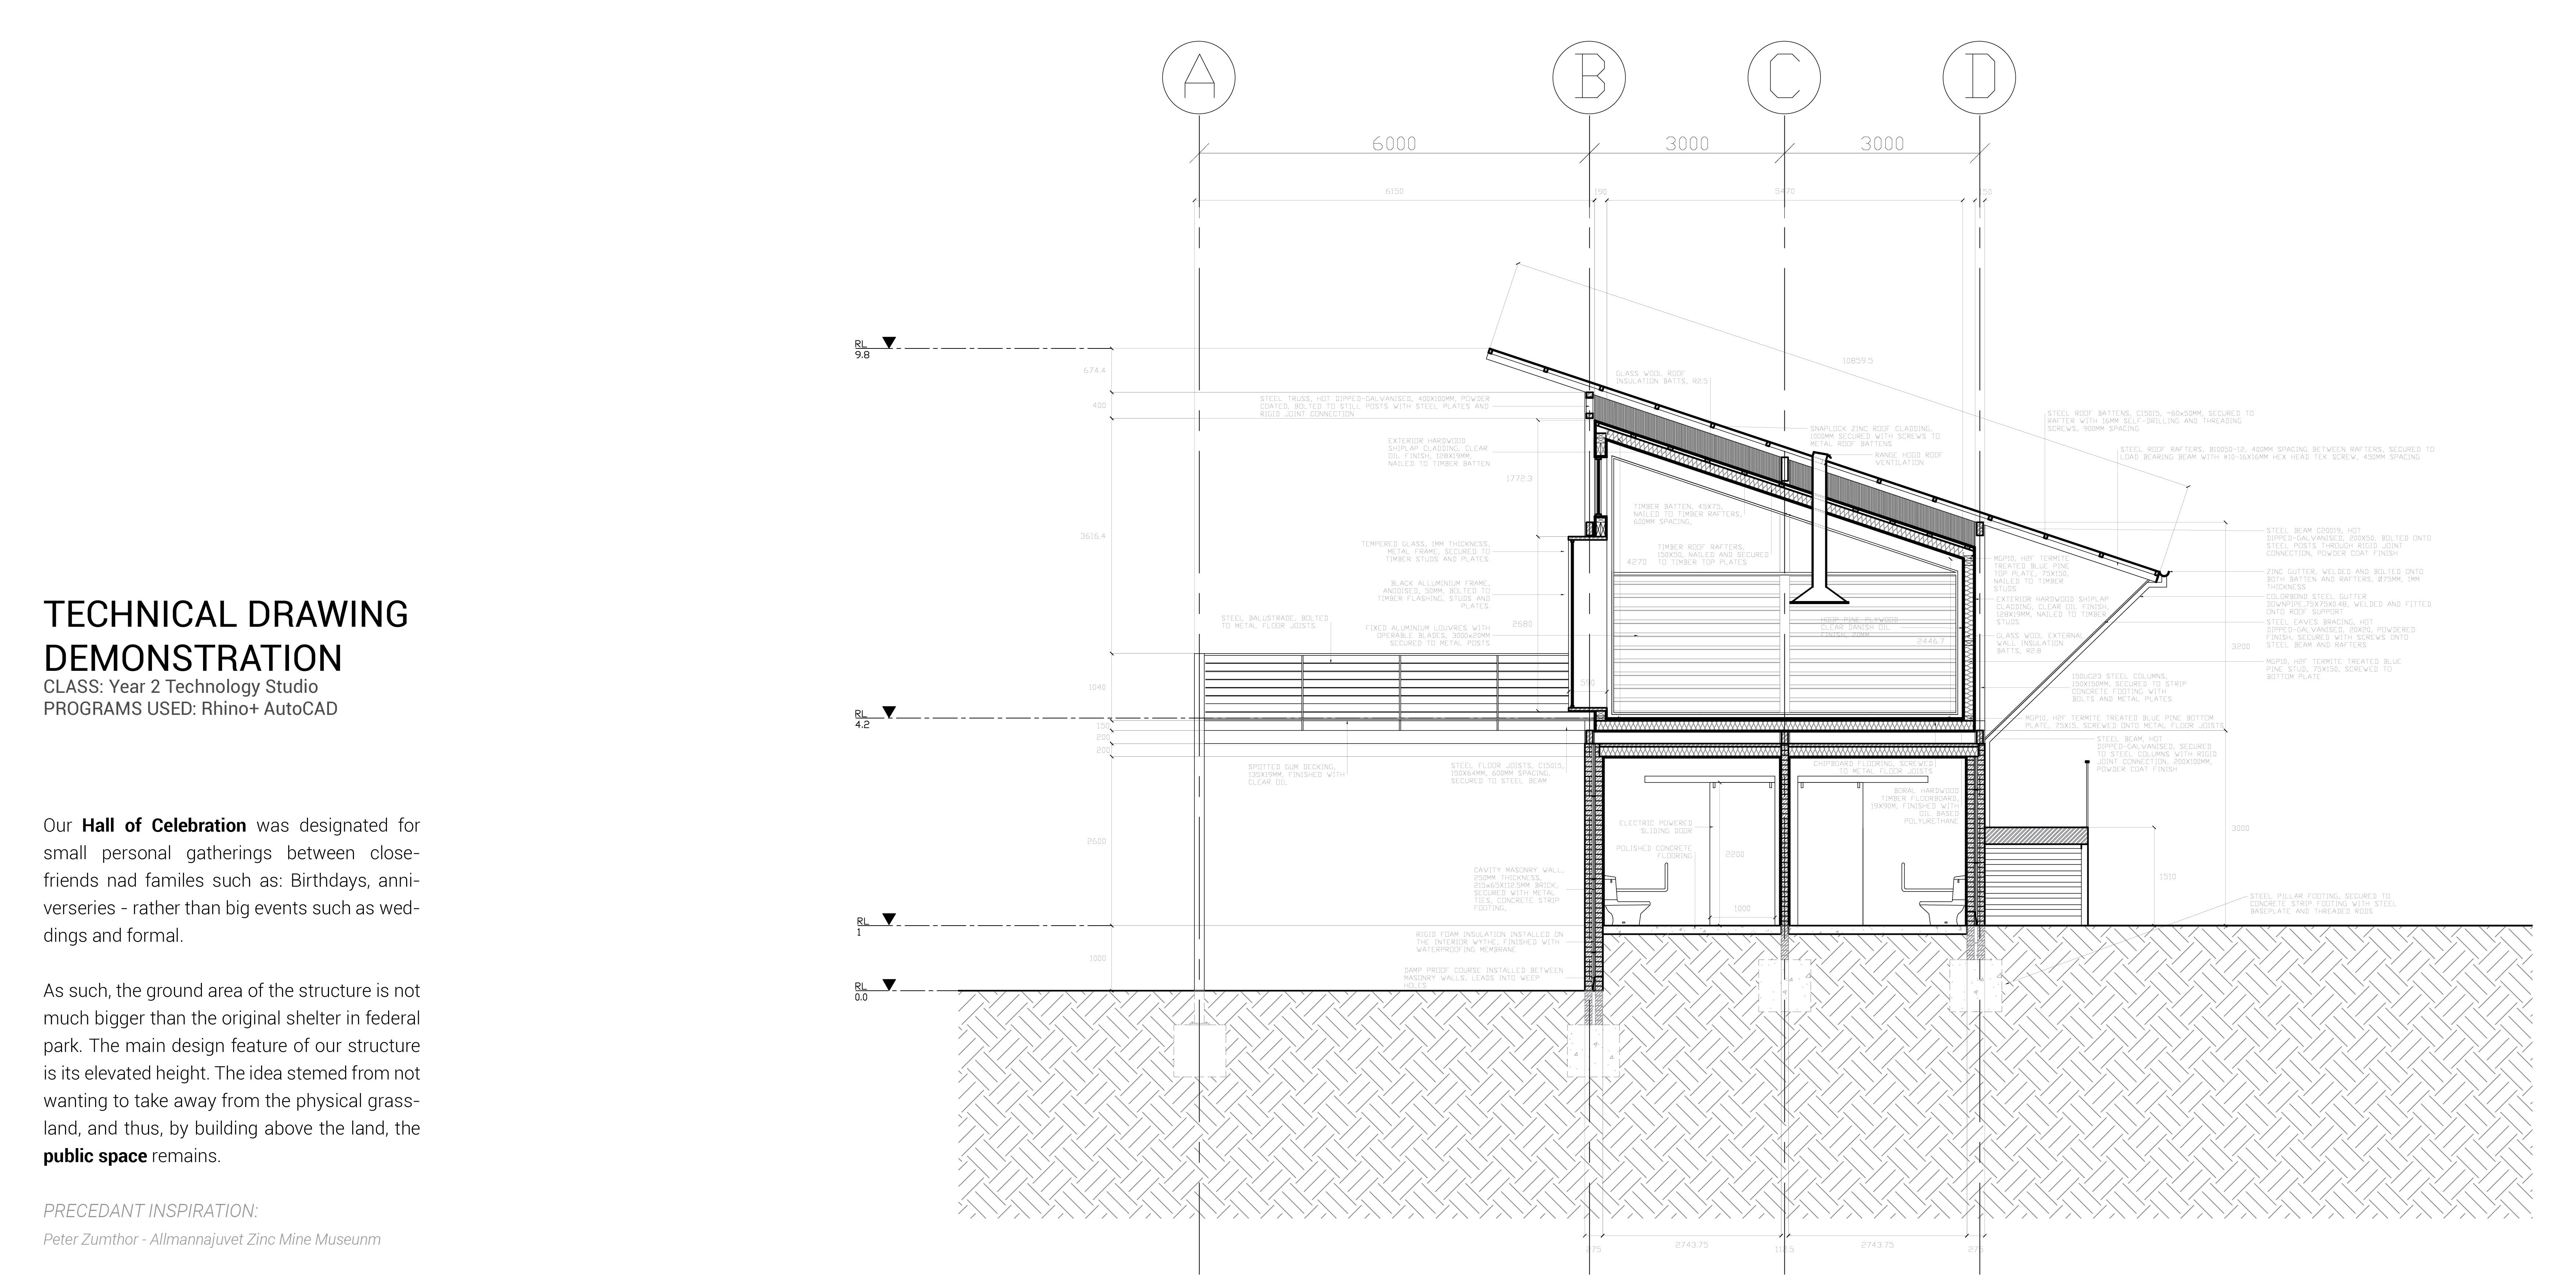 TECHNICAL DRAWING
DEMONSTRATION
CLASS: Year 2 Technology Studio
PROGRAMS USED: Rhino+ AutoCAD
Our Hall of Celebration was designated for
small personal gatherings between close-
friends nad familes such as: Birthdays, anni-
verseries - rather than big events such as wed-
dings and formal.
As such, the ground area of the structure is not
much bigger than the original shelter in federal
park. The main design feature of our structure
is its elevated height. The idea stemed from not
wanting to take away from the physical grass-
land, and thus, by building above the land, the
public space remains.
PRECEDANT INSPIRATION:
Peter Zumthor - Allmannajuvet Zinc Mine Museunm
A B C D
6000 3000 3000
6150 190 5470
10859.5
RL
9.8
RL
4.2
RL
1
RL
0.0
674.4
400
3616.4
1040
150
200
200
2600
1000
STEEL TRUSS, HOT DIPPED-GALVANISED, 400X100MM, POWDER
COATED, BOLTED TO STILL POSTS WITH STEEL PLATES AND
RIGID JOINT CONNECTION
EXTERIOR HARDWOOD
SHIPLAP CLADDING, CLEAR
OIL FINISH, 128X19MM,
NAILED TO TIMBER BATTEN
1772.3
TEMPERED GLASS, 1MM THICKNESS,
METAL FRAME, SECURED TO
TIMBER STUDS AND PLATES.
BLACK ALLUMINIUM FRAME,
ANODISED, 50MM, BOLTED TO
TIMBER FLASHING, STUDS AND
PLATES.
STEEL BALUSTRADE, BOLTED
TO METAL FLOOR JOISTS.
FIXED ALUMINIUM LOUVRES WITH
OPERABLE BLADES, 3000x20MM
SECURED TO METAL POSTS
2680
590
SPOTTED GUM DECKING,
135X19MM, FINISHED WITH
CLEAR OIL
STEEL FLOOR JOISTS, C15015,
150X64MM, 600MM SPACING,
SECURED TO STEEL BEAM
GLASS WOOL ROOF
INSULATION BATTS, R2.5
SNAPLOCK ZINC ROOF CLADDING,
1000MM SECURED WITH SCREWS TO
METAL ROOF BATTENS
RANGE HOOD ROOF
VENTILATION
TIMBER BATTEN, 45X75,
NAILED TO TIMBER RAFTERS,
600MM SPACING,
TIMBER ROOF RAFTERS,
150X50, NAILED AND SECURED
TO TIMBER TOP PLATES
4270
HOOP PINE PLYWOOD
CLEAR DANISH OIL
FINISH, 20MM
2446.7
STEEL ROOF BATTENS, C15015, ~60x50MM, SECURED TO
RAFTER WITH 16MM SELF-DRILLING AND THREADING
SCREWS, 900MM SPACING
LOAD BEARING BEAM WITH #10-16X16MM HEX HEAD TEK SCREW, 450MM SPACING
STEEL BEAM C20019, HOT
DIPPED-GALVANISED, 200X50, BOLTED ONTO
STEEL POSTS THROUGH RIGID JOINT
CONNECTION, POWDER COAT FINISH
ZINC GUTTER, WELDED AND BOLTED ONTO
BOTH BATTEN AND RAFTERS, Ø75MM, 1MM
THICKNESS
COLORBOND STEEL GUTTER
DOWNPIPE,75X75X0.48, WELDED AND FITTED
ONTO ROOF SUPPORT
STEEL EAVES BRACING, HOT
DIPPED-GALVANISED, 20X20, POWDERED
FINISH, SECURED WITH SCREWS ONTO
STEEL BEAM AND RAFTERS
MGP10, H2F TERMITE TREATED BLUE
PINE STUD, 75X150, SCREWED TO
BOTTOM PLATE
MGP10, H2F TERMITE
TREATED BLUE PINE
TOP PLATE, 75X150,
NAILED TO TIMBER
STUDS
EXTERIOR HARDWOOD SHIPLAP
CLADDING, CLEAR OIL FINISH,
128X19MM, NAILED TO TIMBER
STUDS
GLASS WOOL EXTERNAL
WALL INSULATION
BATTS, R2.8
150UC23 STEEL COLUMNS,
150X150MM, SECURED TO STRIP
CONCRETE FOOTING WITH
BOLTS AND METAL PLATES
MGP10, H2F TERMITE TREATED BLUE PINE BOTTOM
PLATE, 75X15, SCREWED ONTO METAL FLOOR JOISTS
STEEL BEAM, HOT
DIPPED-GALVANISED, SECURED
TO STEEL COLUMNS WITH RIGID
JOINT CONNECTION, 200X100MM,
POWDER COAT FINISH
3200
3000
1510
CHIPBOARD FLOORING, SCREWED
TO METAL FLOOR JOISTS
BORAL HARDWOOD
TIMBER FLOORBOARD,
19X90M, FINISHED WITH
OIL BASED
POLYURETHANE
ELECTRIC POWERED
SLIDING DOOR
POLISHED CONCRETE
FLOORING
2200
1000
CAVITY MASONRY WALL,
250MM THICKNESS,
215x65X112.5MM BRICK,
SECURED WITH METAL
TIES, CONCRETE STRIP
FOOTING,
RIGID FOAM INSULATION INSTALLED ON
THE INTERIOR WYTHE, FINISHED WITH
WATERPROOFING MEMBRANE
DAMP PROOF COURSE INSTALLED BETWEEN
MASONRY WALLS, LEADS INTO WEEP
HOLES
STEEL PILLAR FOOTING, SECURED TO
CONCRETE STRIP FOOTING WITH STEEL
BASEPLATE AND THREADED RODS
275 2743.75 112.5 2743.75 275